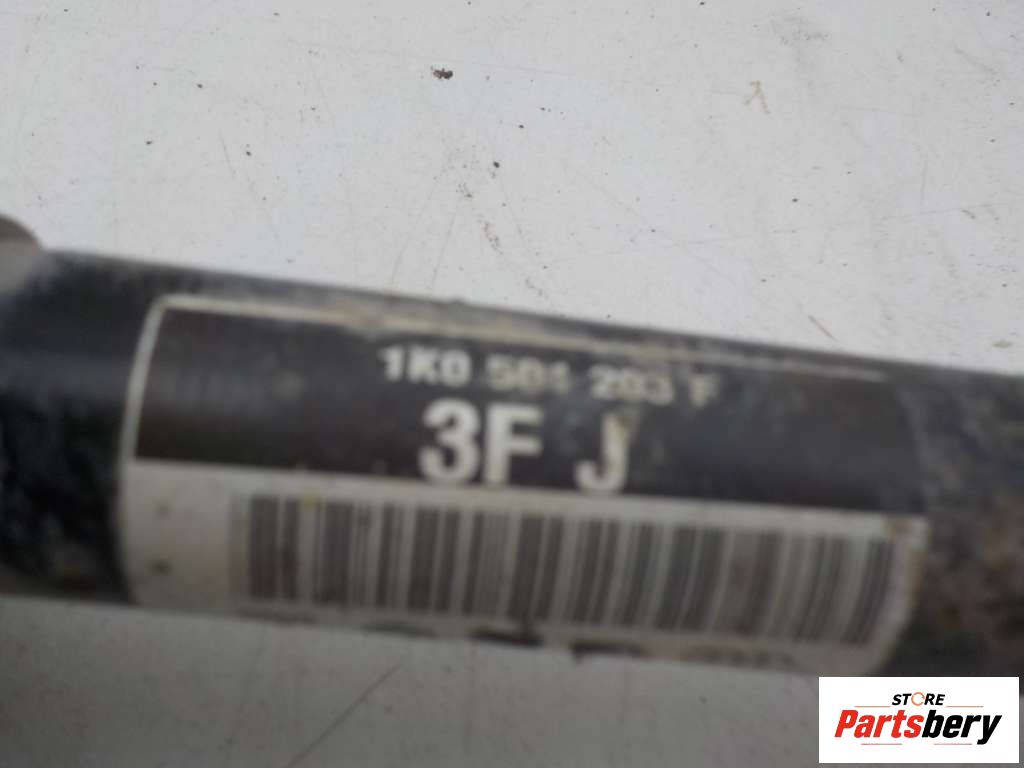 1K0 501 203 F
3F J
STORE
Partsbery